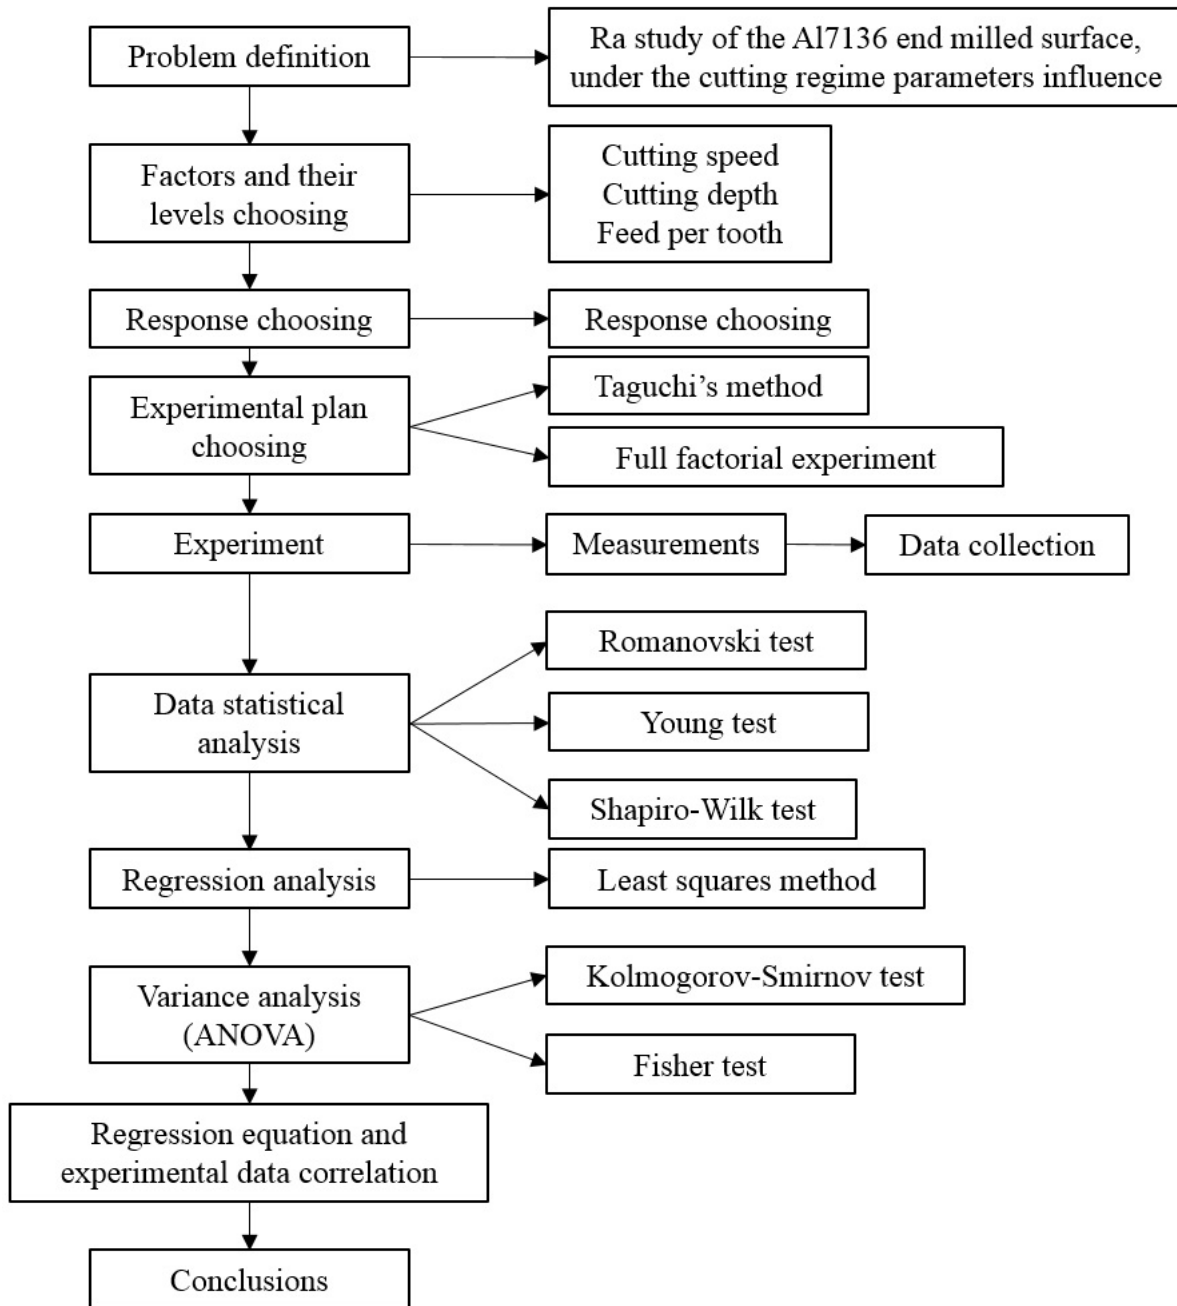 Problem definition
Ra study of the Al7136 end milled surface,
under the cutting regime parameters influence
Factors and their
levels choosing
Cutting speed
Cutting depth
Feed per tooth
Response choosing
Response choosing
Experimental plan
choosing
Taguchi’s method
Full factorial experiment
Experiment
Measurements
Data collection
Data statistical
analysis
Romanovski test
Young test
Shapiro-Wilk test
Regression analysis
Least squares method
Variance analysis
(ANOVA)
Kolmogorov-Smirnov test
Fisher test
Regression equation and
experimental data correlation
Conclusions